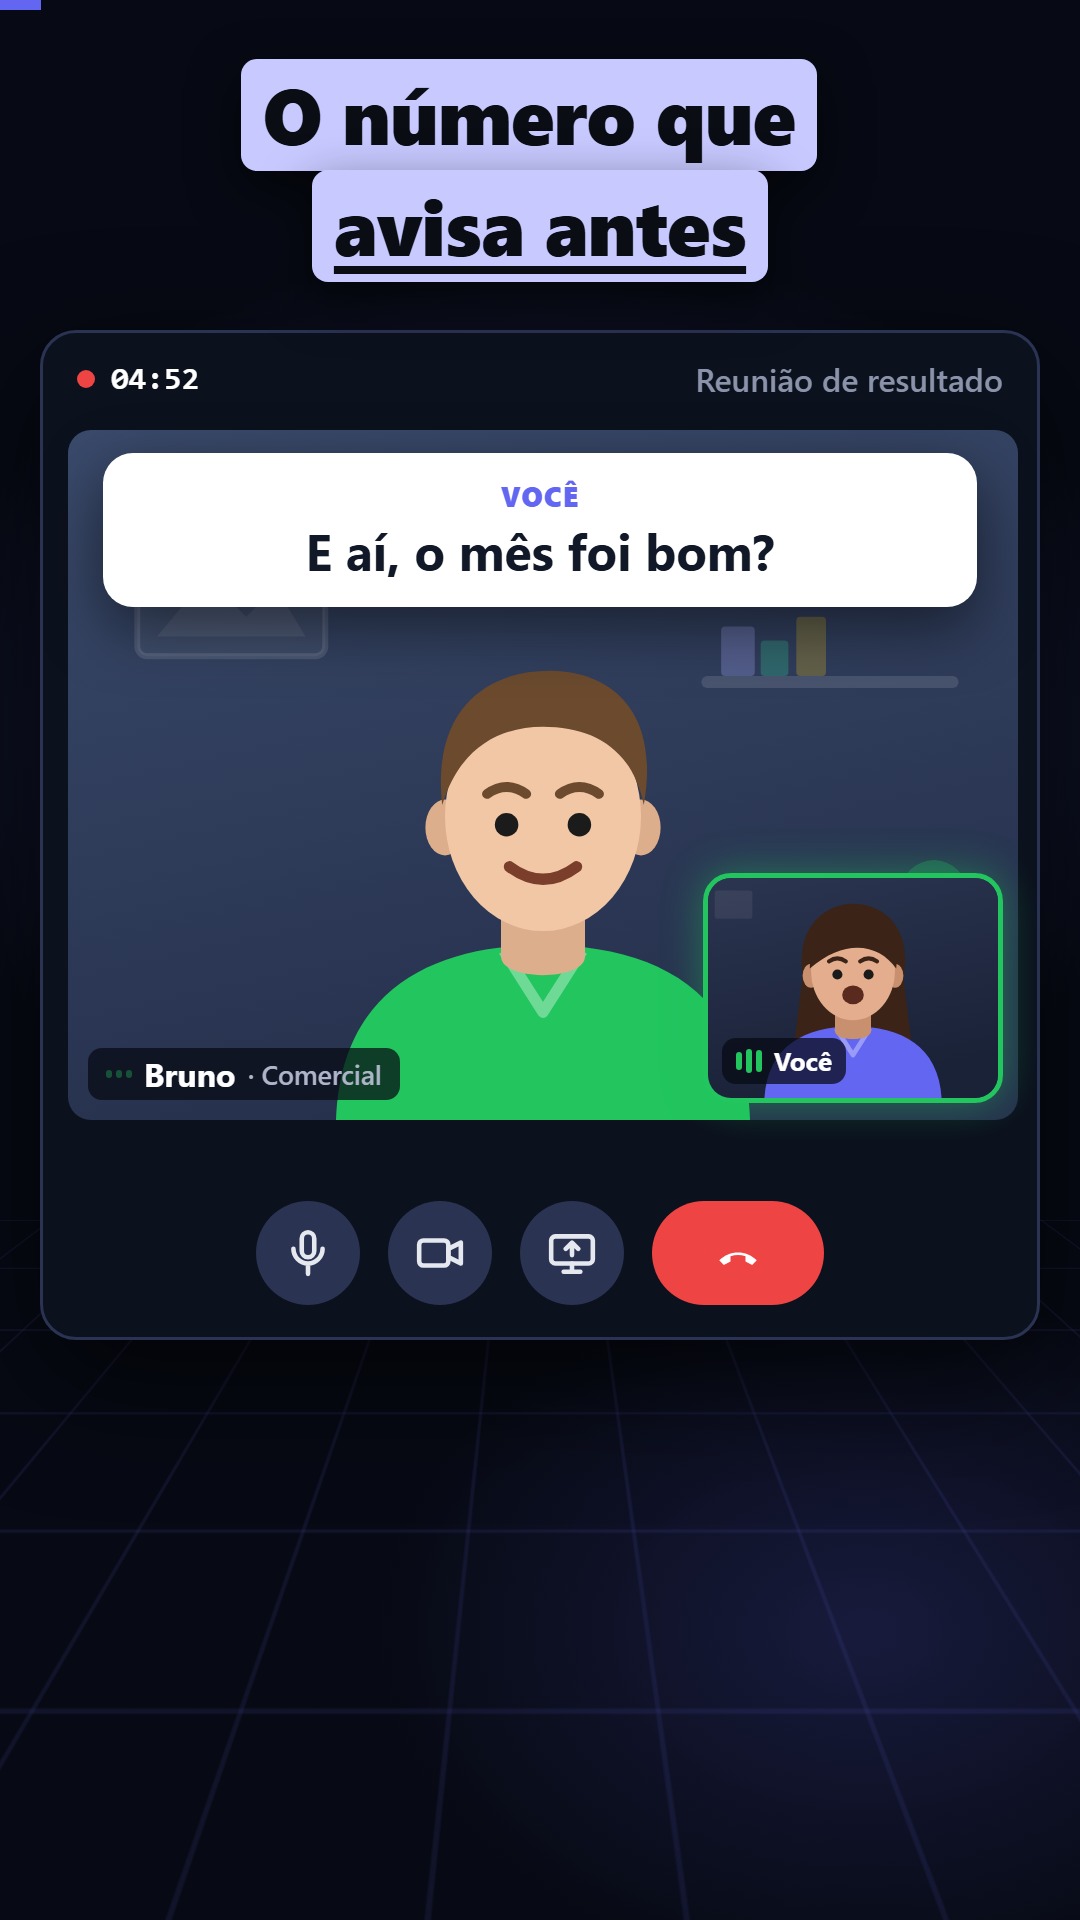 O número que
avisa antes
04:52
Reunião de resultado
VOCÊ
E aí, o mês foi bom?
Bruno · Comercial
Você